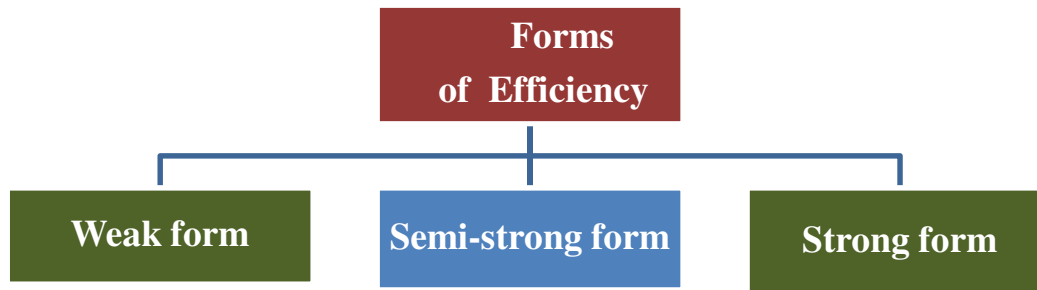 Forms
of Efficiency
Weak form
Semi-strong form
Strong form